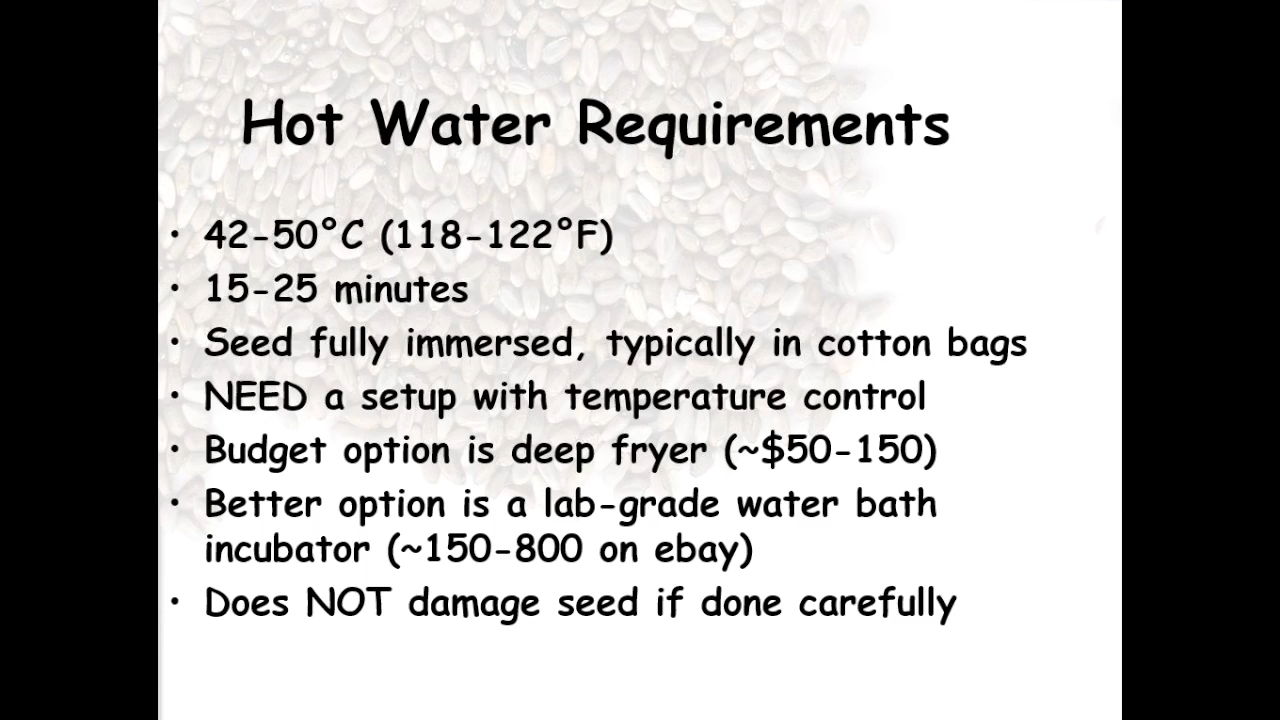 Hot Water Requirements
• 42-50°C (118-122°F)
• 15-25 minutes
• Seed fully immersed, typically in cotton bags
• NEED a setup with temperature control
• Budget option is deep fryer (~$50-150)
• Better option is a lab-grade water bath
incubator (~150-800 on ebay)
• Does NOT damage seed if done carefully